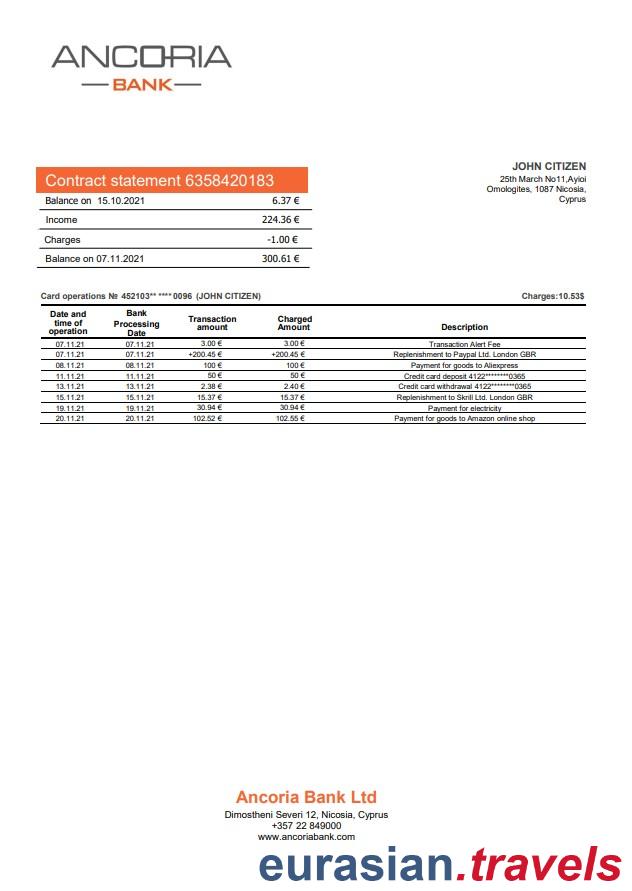 ANCORIA
BANK
JOHN CITIZEN
25th March No11,Ayioi
Omologites, 1087 Nicosia,
Cyprus
Contract statement 6358420183
Balance on 15.10.2021 6.37 €
Income 224.36 €
Charges -1.00 €
Balance on 07.11.2021 300.61 €
Card operations № 452103** ****0096 (JOHN CITIZEN) Charges:10.53$
Date and time of operation Bank Processing Date Transaction amount Charged Amount Description
07.11.21 07.11.21 3.00 € 3.00 € Transaction Alert Fee
07.11.21 07.11.21 +200.45 € +200.45 € Replenishment to Paypal Ltd. London GBR
08.11.21 08.11.21 100 € 100 € Payment for goods to Aliexpress
11.11.21 11.11.21 50 € 50 € Credit card deposit 4122********0365
13.11.21 13.11.21 2.38 € 2.40 € Credit card withdrawal 4122********0365
15.11.21 15.11.21 15.37 € 15.37 € Replenishment to Skrill Ltd. London GBR
19.11.21 19.11.21 30.94 € 30.94 € Payment for electricity
20.11.21 20.11.21 102.52 € 102.55 € Payment for goods to Amazon online shop
Ancoria Bank Ltd
Dimostheni Severi 12, Nicosia, Cyprus
+357 22 849000
www.ancoriabank.com
eurasian.travels